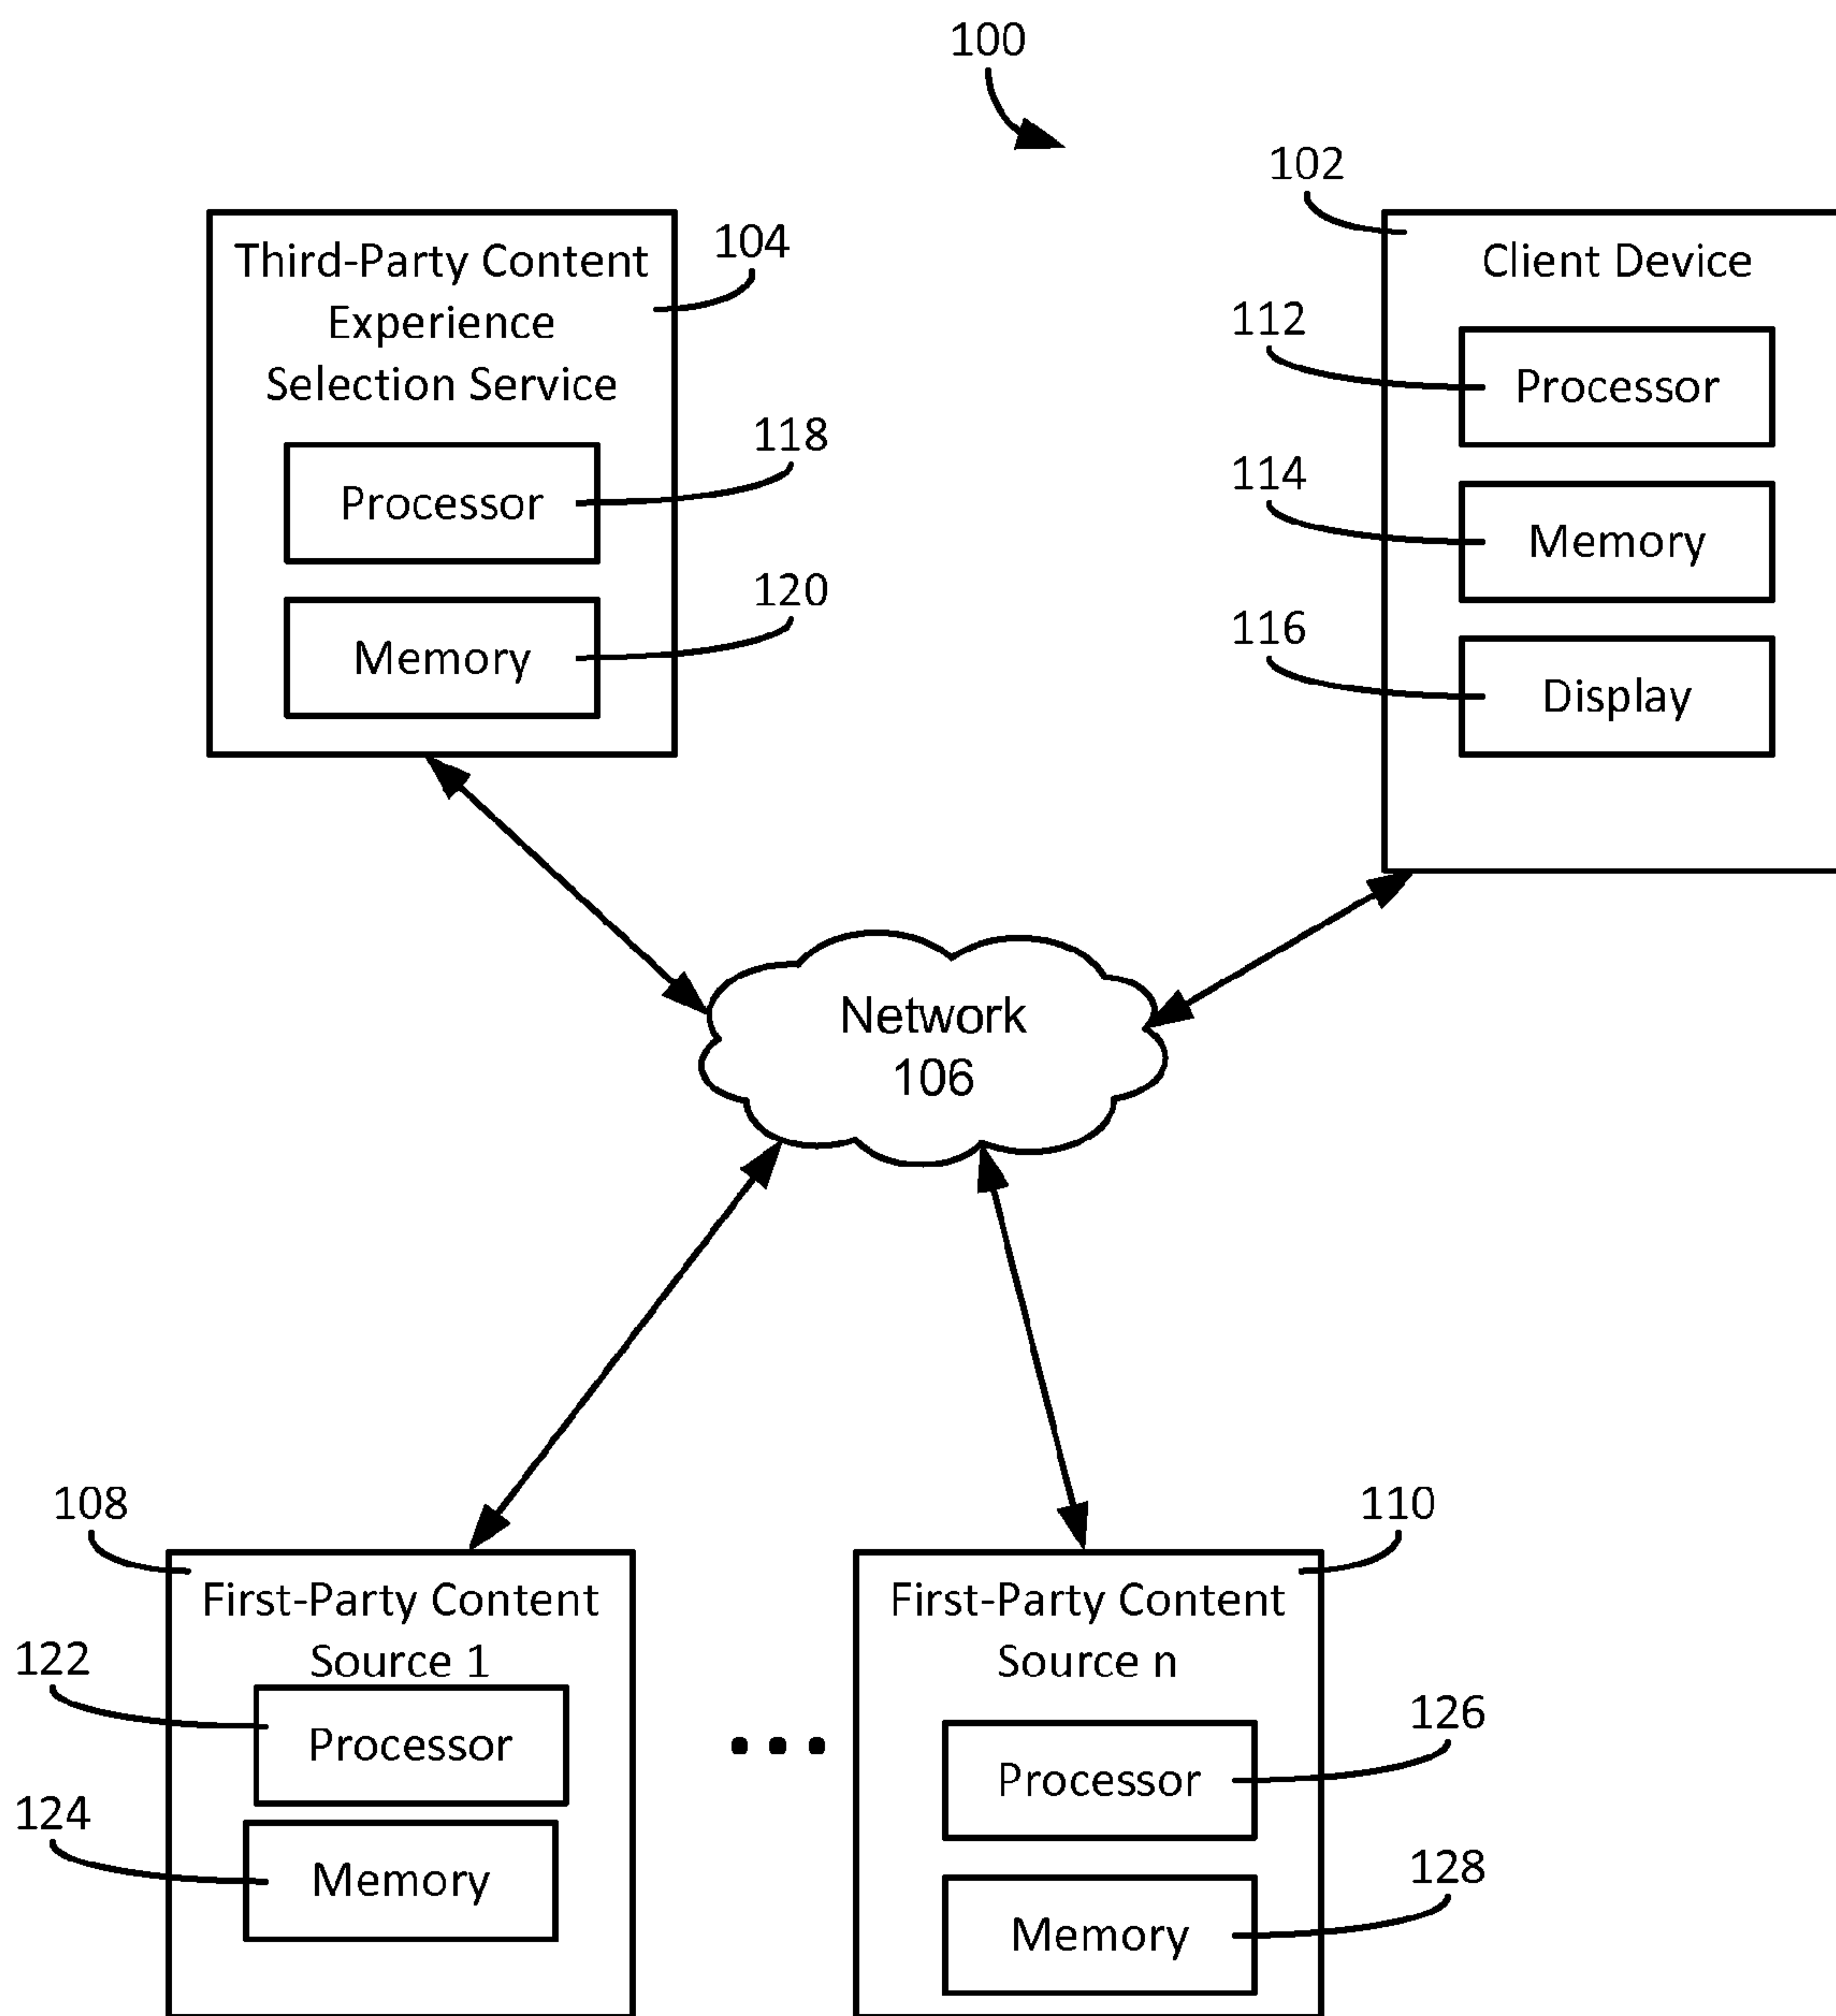 100
102
Third-Party Content
Experience
Selection Service
104
Client Device
112
Processor
118
Processor
114
Memory
120
Memory
116
Display
Network
106
108
First-Party Content
Source 1
110
First-Party Content
Source n
122
Processor
126
Processor
124
Memory
128
Memory